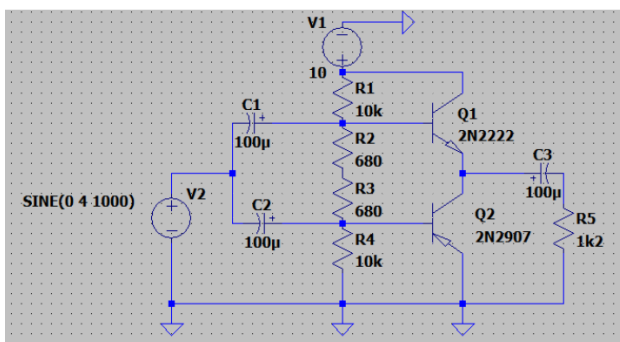 V1
10
R1
10k
C1
100µ
Q1
2N2222
R2
680
C3
100µ
R3
680
SINE(0 4 1000)
V2
C2
100µ
Q2
2N2907
R5
1k2
R4
10k